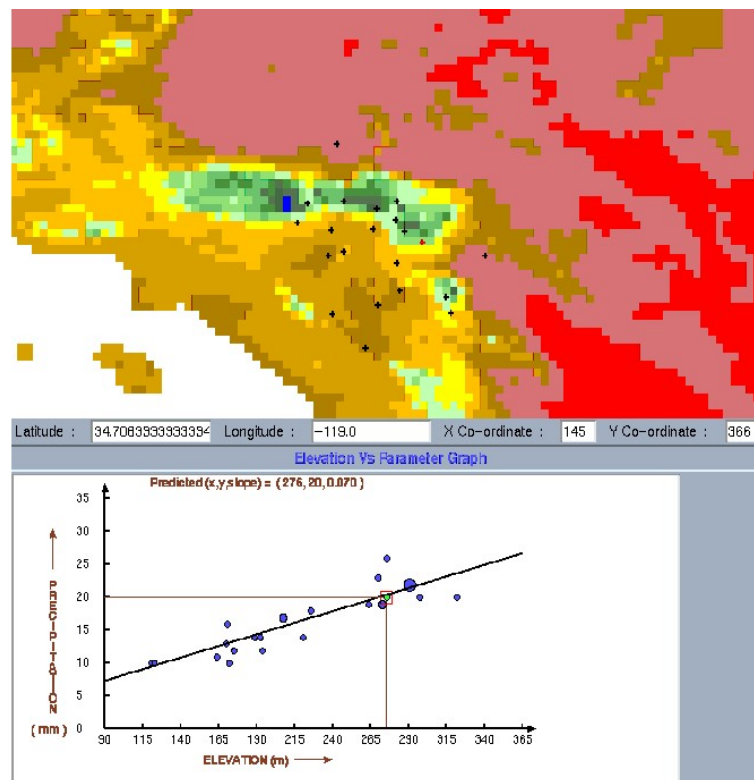 Latitude : 34.7083333333334 Longitude : -119.0 X Co-ordinate : 145 Y Co-ordinate : 366
Elevation Vs Parameter Graph
Predicted (x,y,slope) = ( 276, 20, 0.070 )
35
30
25
20
15
10
5
0
PRECIPITATION
( mm )
90 115 140 165 190 215 240 265 290 315 340 365
ELEVATION (m)